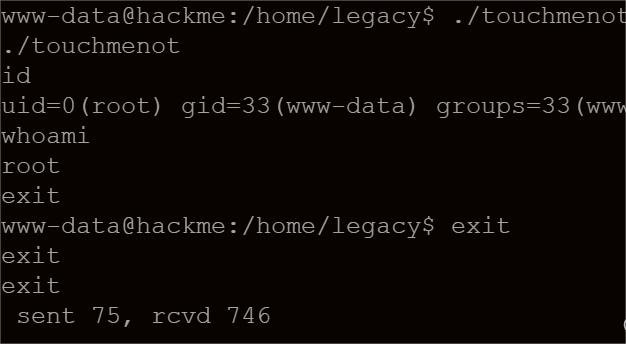 www-data@hackme:/home/legacy$ ./touchmenot
./touchmenot
id
uid=0(root) gid=33(www-data) groups=33(www
whoami
root
exit
www-data@hackme:/home/legacy$ exit
exit
exit
sent 75, rcvd 746